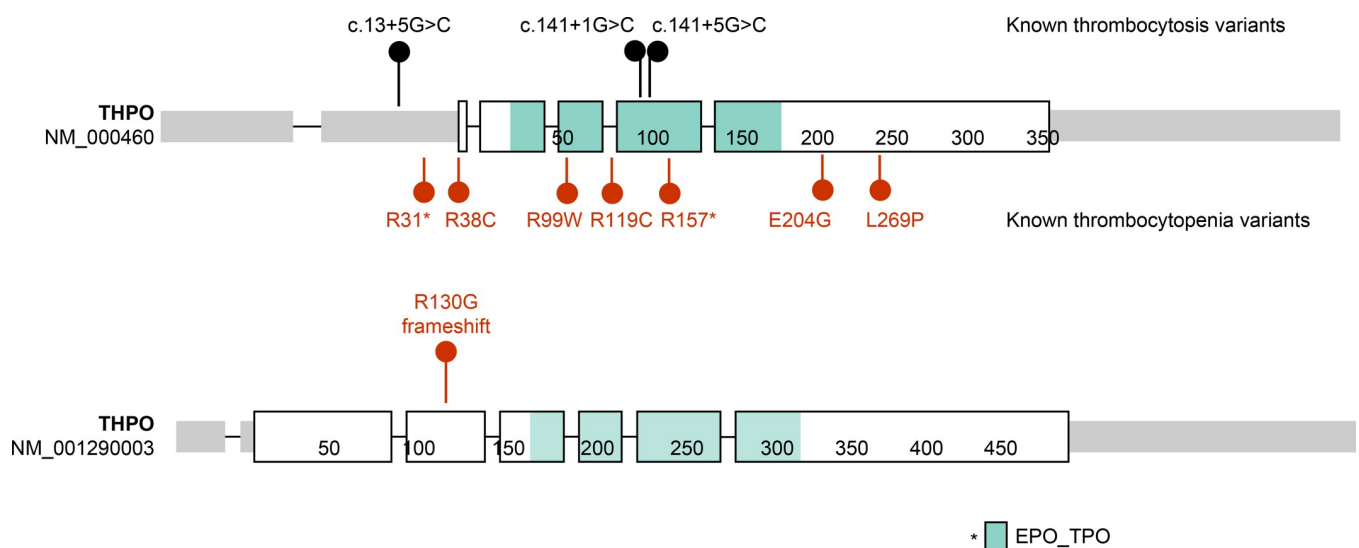 c.13+5G>C c.141+1G>C c.141+5G>C Known thrombocytosis variants
THPO
NM_000460
50 100 150 200 250 300 350
R31* R38C R99W R119C R157* E204G L269P Known thrombocytopenia variants
R130G
frameshift
THPO
NM_001290003
50 100 150 200 250 300 350 400 450
* EPO_TPO